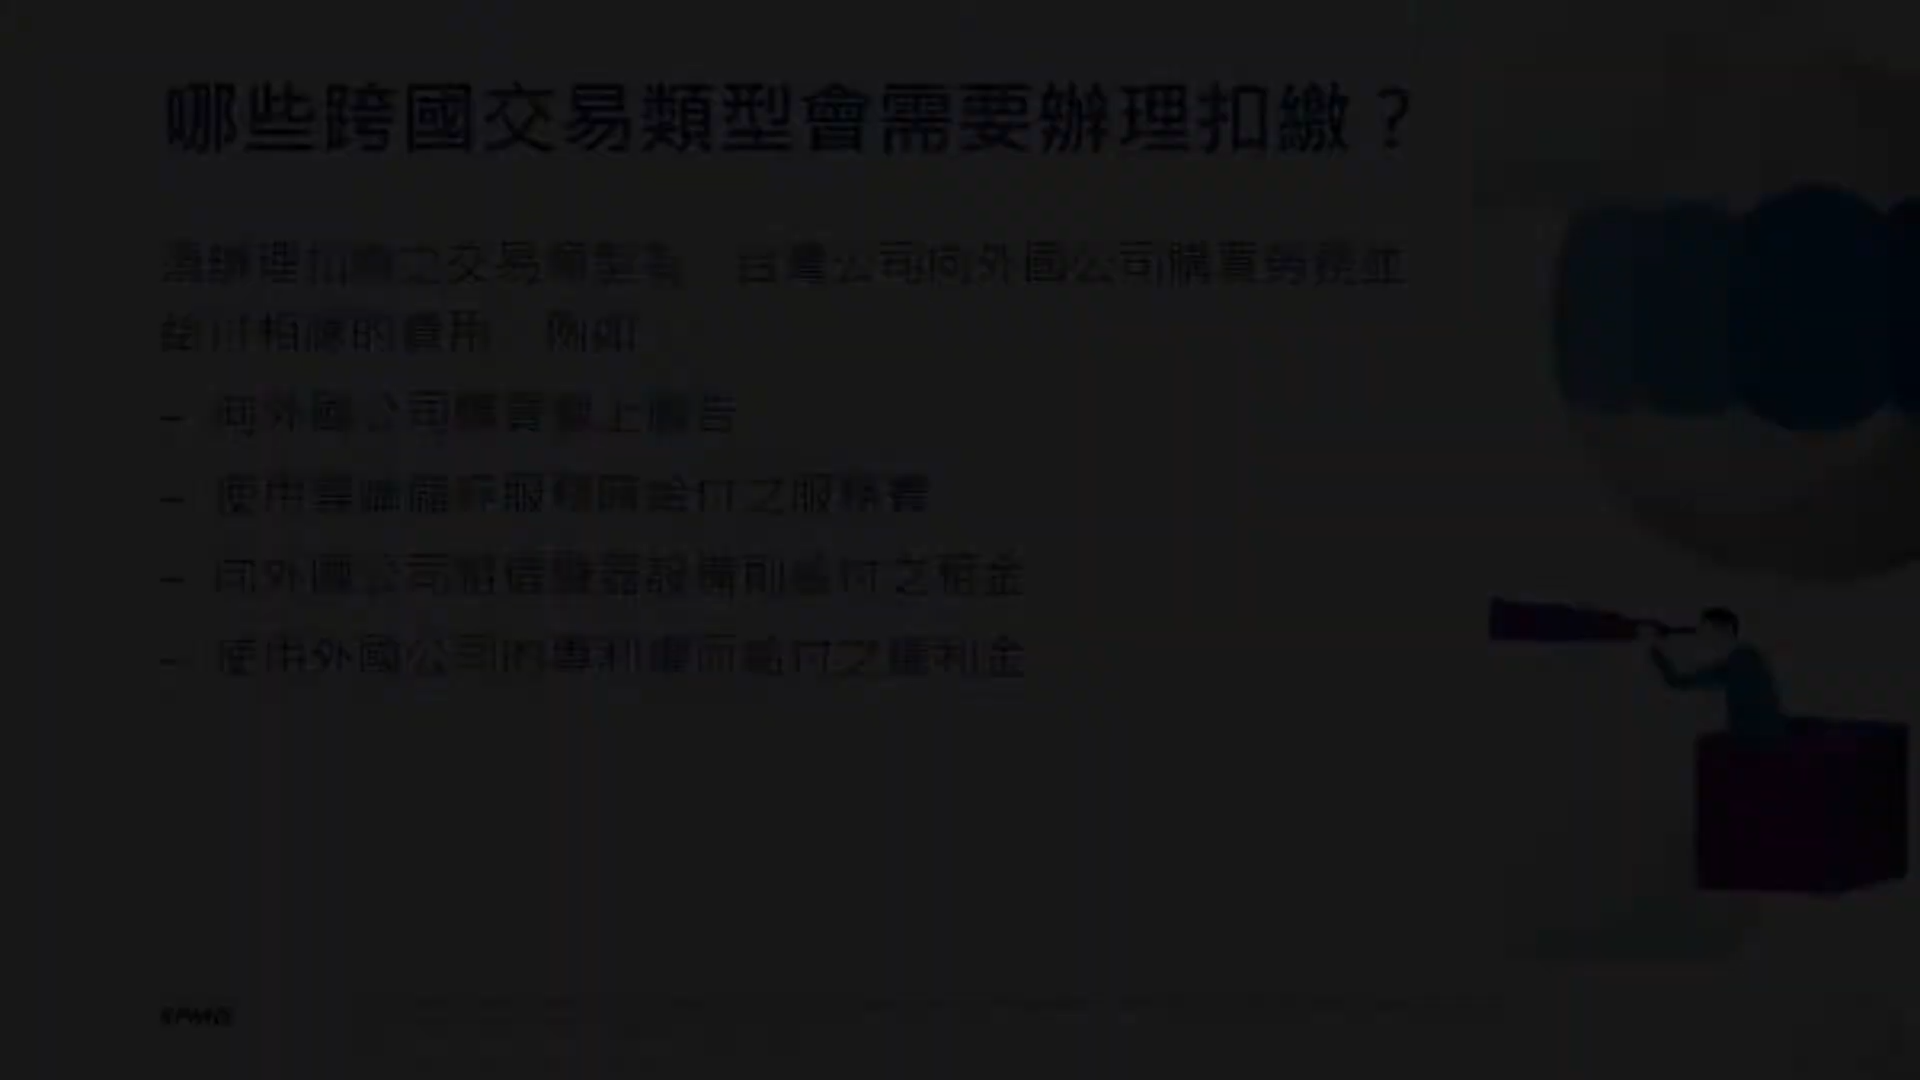 哪些跨國交易類型會需要辦理扣繳？
須辦理扣繳之交易類型為 台灣公司向外國公司購買勞務並
給付相應的費用 例如
– 向外國公司購買線上廣告
– 使用雲端儲存服務而給付之服務費
– 向外國公司租借機器設備而給付之租金
– 使用外國公司的專利權而給付之權利金
KPMG